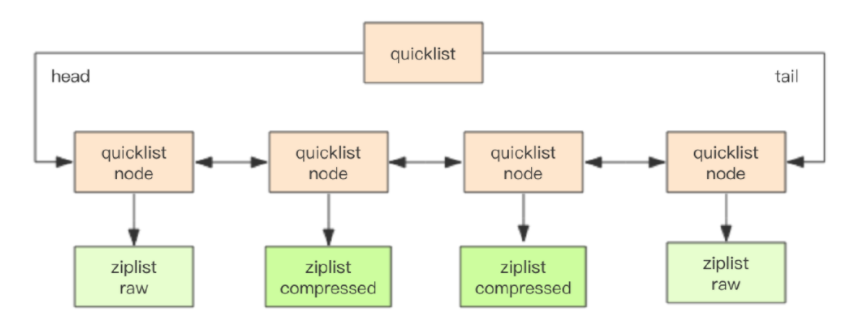 quicklist
head
tail
quicklist
node
quicklist
node
quicklist
node
quicklist
node
ziplist
raw
ziplist
compressed
ziplist
compressed
ziplist
raw